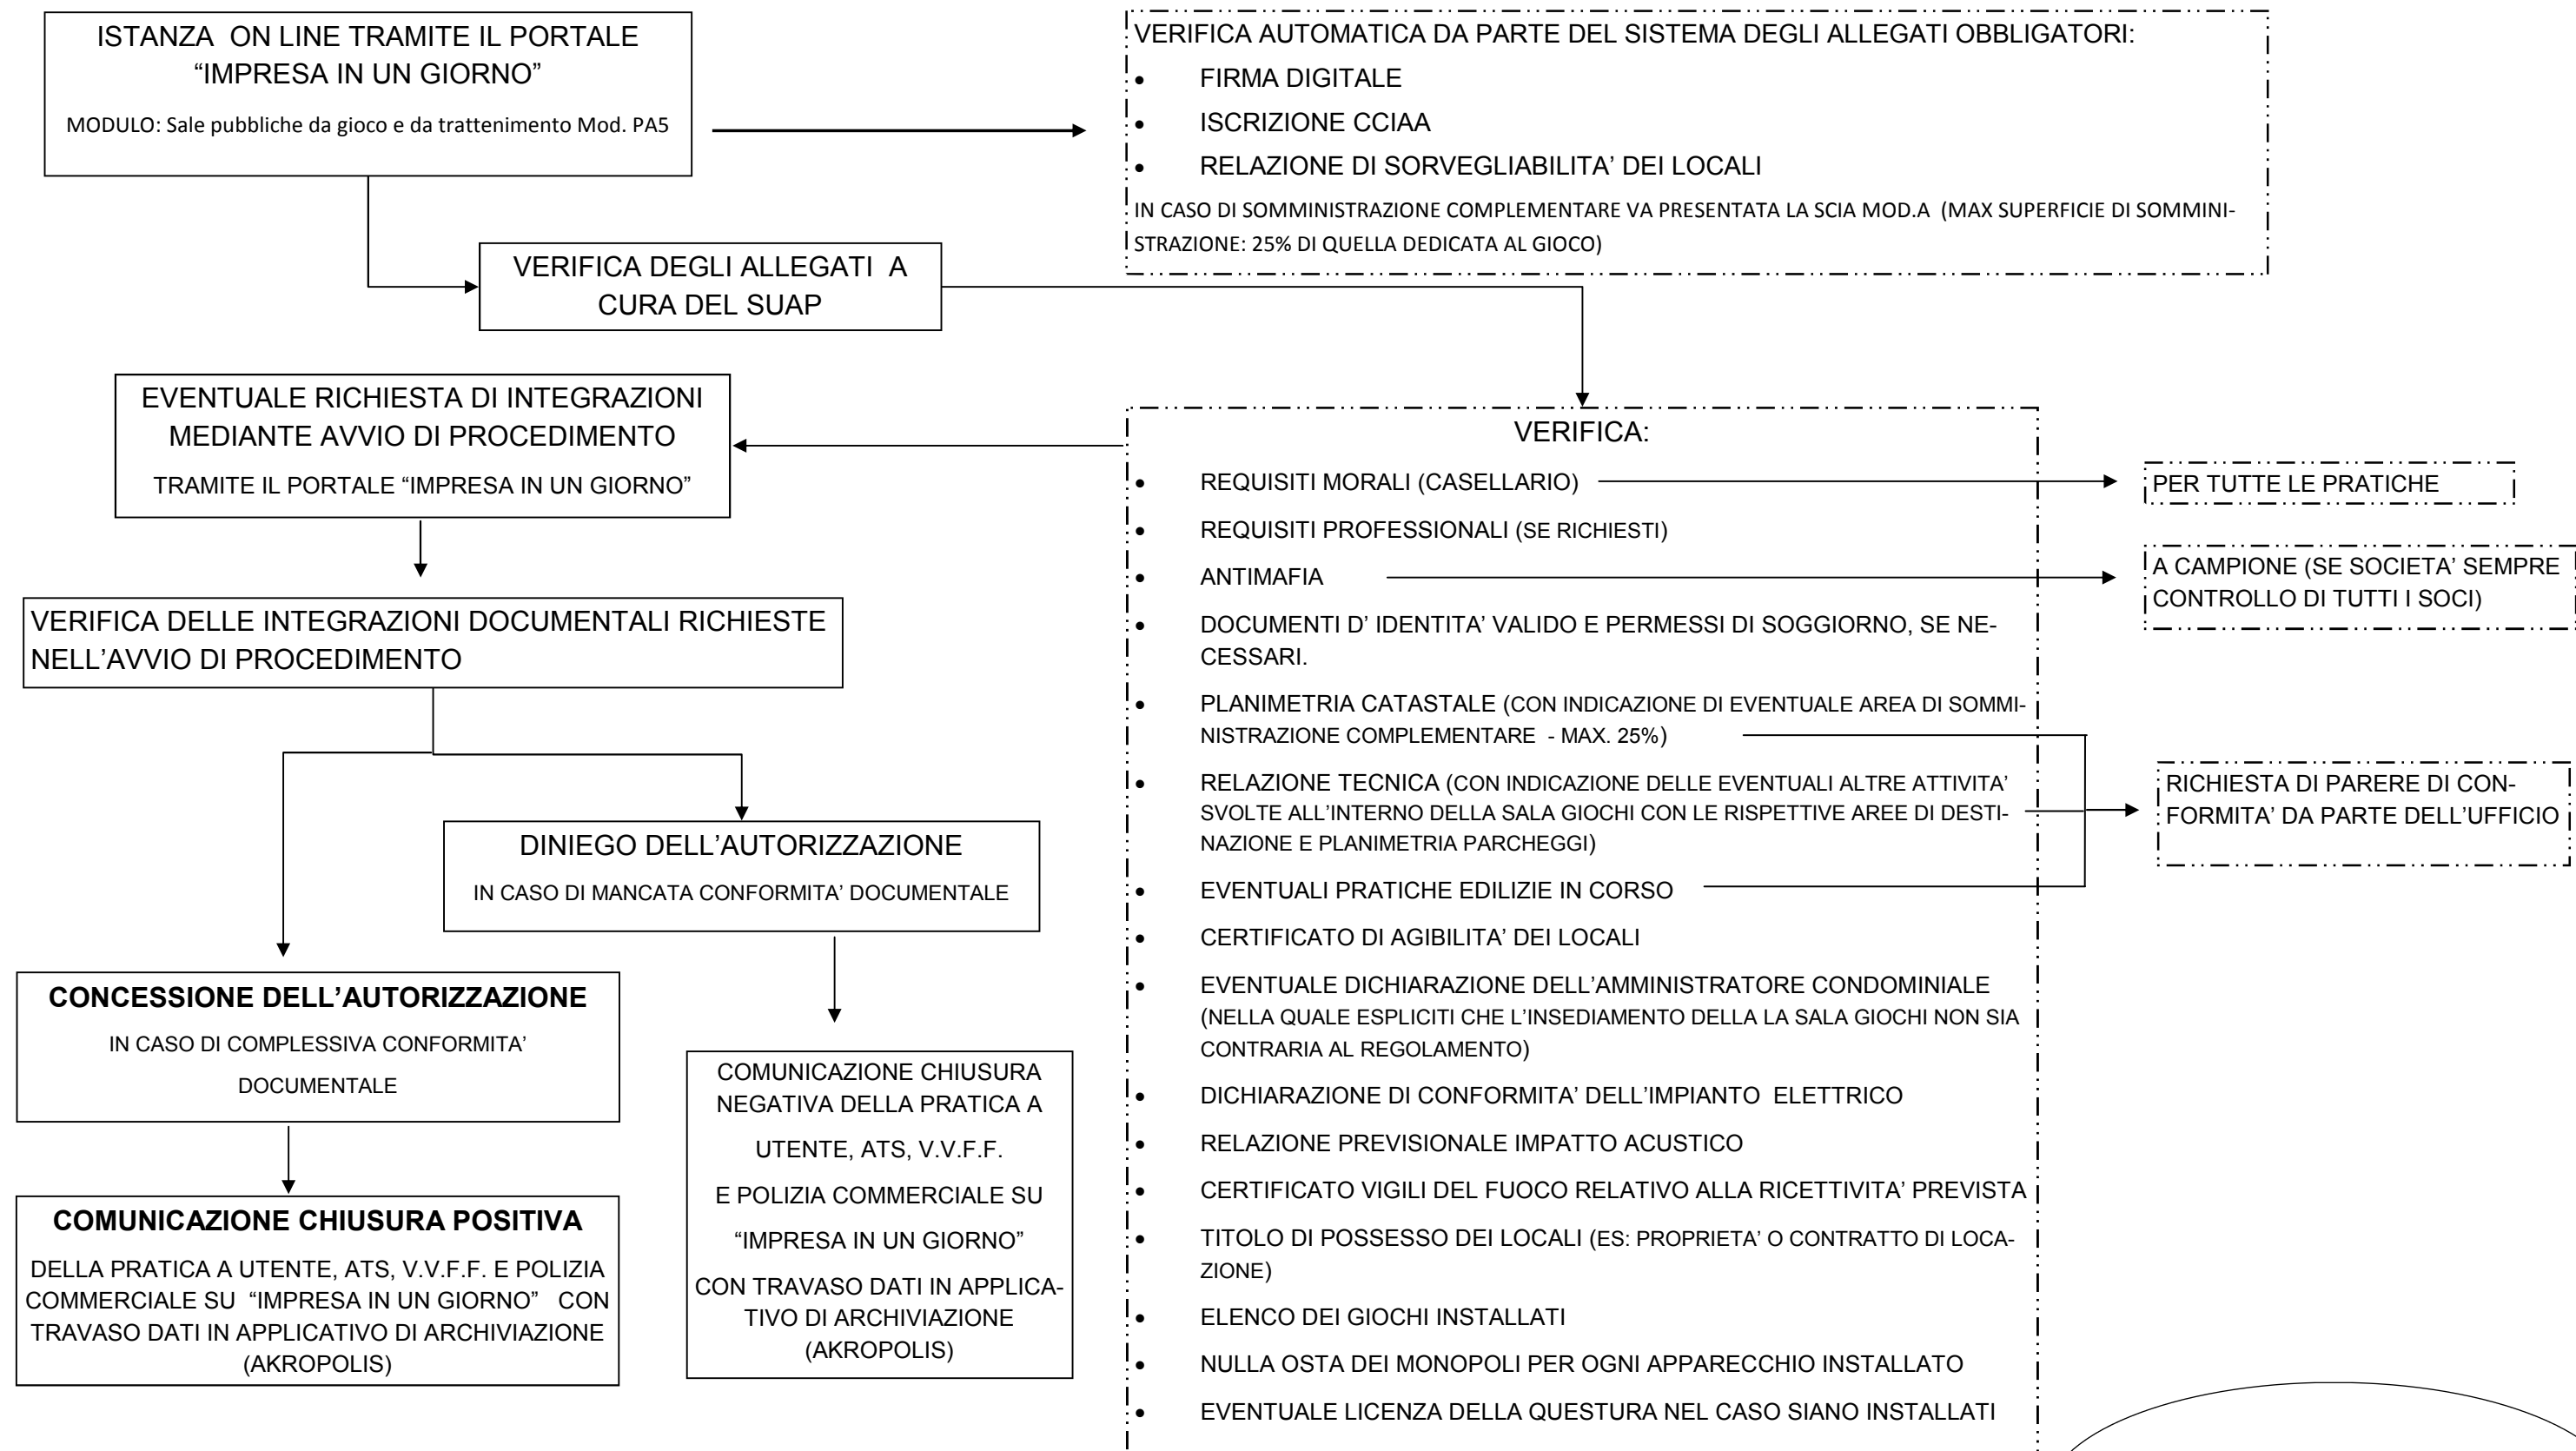 ISTANZA ON LINE TRAMITE IL PORTALE
“IMPRESA IN UN GIORNO”
MODULO: Sale pubbliche da gioco e da trattenimento Mod. PA5
VERIFICA AUTOMATICA DA PARTE DEL SISTEMA DEGLI ALLEGATI OBBLIGATORI:
• FIRMA DIGITALE
• ISCRIZIONE CCIAA
• RELAZIONE DI SORVEGLIABILITA’ DEI LOCALI
IN CASO DI SOMMINISTRAZIONE COMPLEMENTARE VA PRESENTATA LA SCIA MOD.A (MAX SUPERFICIE DI SOMMINI-
STRAZIONE: 25% DI QUELLA DEDICATA AL GIOCO)
VERIFICA DEGLI ALLEGATI A
CURA DEL SUAP
EVENTUALE RICHIESTA DI INTEGRAZIONI
MEDIANTE AVVIO DI PROCEDIMENTO
TRAMITE IL PORTALE “IMPRESA IN UN GIORNO”
VERIFICA DELLE INTEGRAZIONI DOCUMENTALI RICHIESTE
NELL’AVVIO DI PROCEDIMENTO
DINIEGO DELL’AUTORIZZAZIONE
IN CASO DI MANCATA CONFORMITA’ DOCUMENTALE
CONCESSIONE DELL’AUTORIZZAZIONE
IN CASO DI COMPLESSIVA CONFORMITA’
DOCUMENTALE
COMUNICAZIONE CHIUSURA
NEGATIVA DELLA PRATICA A
UTENTE, ATS, V.V.F.F.
E POLIZIA COMMERCIALE SU
“IMPRESA IN UN GIORNO”
CON TRAVASO DATI IN APPLICA-
TIVO DI ARCHIVIAZIONE
(AKROPOLIS)
COMUNICAZIONE CHIUSURA POSITIVA
DELLA PRATICA A UTENTE, ATS, V.V.F.F. E POLIZIA
COMMERCIALE SU “IMPRESA IN UN GIORNO” CON
TRAVASO DATI IN APPLICATIVO DI ARCHIVIAZIONE
(AKROPOLIS)
VERIFICA:
• REQUISITI MORALI (CASELLARIO)
• REQUISITI PROFESSIONALI (SE RICHIESTI)
• ANTIMAFIA
• DOCUMENTI D’ IDENTITA’ VALIDO E PERMESSI DI SOGGIORNO, SE NE-
CESSARI.
• PLANIMETRIA CATASTALE (CON INDICAZIONE DI EVENTUALE AREA DI SOMMI-
NISTRAZIONE COMPLEMENTARE - MAX. 25%)
• RELAZIONE TECNICA (CON INDICAZIONE DELLE EVENTUALI ALTRE ATTIVITA’
SVOLTE ALL’INTERNO DELLA SALA GIOCHI CON LE RISPETTIVE AREE DI DESTI-
NAZIONE E PLANIMETRIA PARCHEGGI)
• EVENTUALI PRATICHE EDILIZIE IN CORSO
• CERTIFICATO DI AGIBILITA’ DEI LOCALI
• EVENTUALE DICHIARAZIONE DELL’AMMINISTRATORE CONDOMINIALE
(NELLA QUALE ESPLICITI CHE L’INSEDIAMENTO DELLA LA SALA GIOCHI NON SIA
CONTRARIA AL REGOLAMENTO)
• DICHIARAZIONE DI CONFORMITA’ DELL’IMPIANTO ELETTRICO
• RELAZIONE PREVISIONALE IMPATTO ACUSTICO
• CERTIFICATO VIGILI DEL FUOCO RELATIVO ALLA RICETTIVITA’ PREVISTA
• TITOLO DI POSSESSO DEI LOCALI (ES: PROPRIETA’ O CONTRATTO DI LOCA-
ZIONE)
• ELENCO DEI GIOCHI INSTALLATI
• NULLA OSTA DEI MONOPOLI PER OGNI APPARECCHIO INSTALLATO
• EVENTUALE LICENZA DELLA QUESTURA NEL CASO SIANO INSTALLATI
PER TUTTE LE PRATICHE
A CAMPIONE (SE SOCIETA’ SEMPRE
CONTROLLO DI TUTTI I SOCI)
RICHIESTA DI PARERE DI CON-
FORMITA’ DA PARTE DELL’UFFICIO